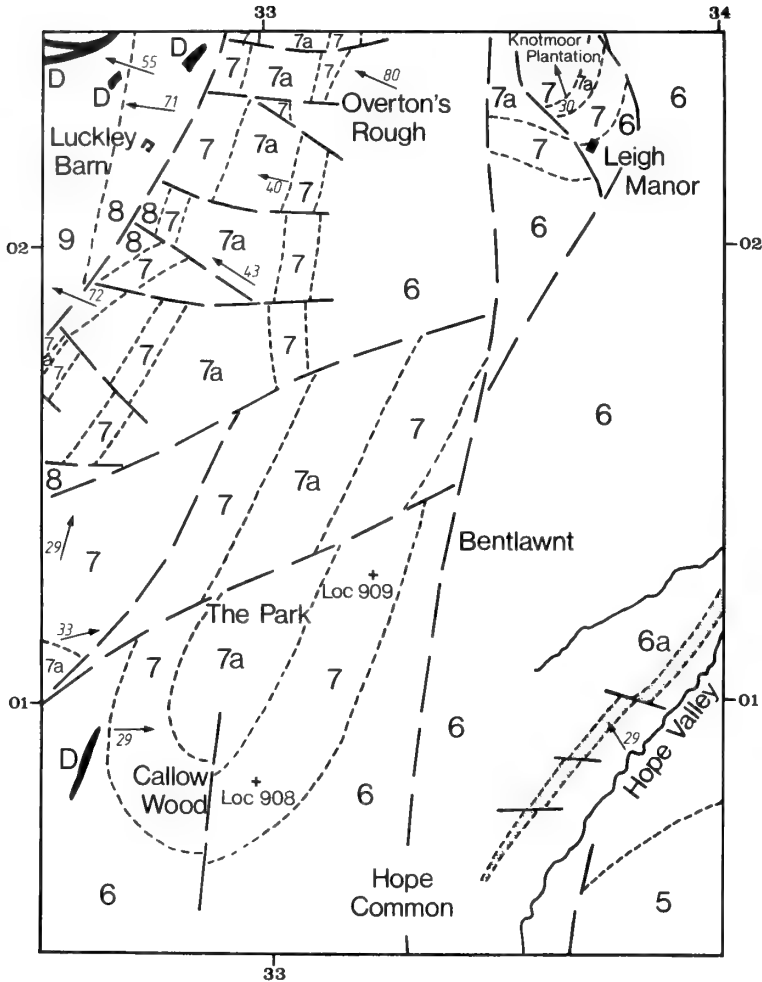 33
34
D
55
D
D
71
7
7a
7
7
7a
7
80
Overton's
Rough
Knotmoor
Plantation
7a
7
7a
30
7
6
6
Luckley
Barn
7
7a
7
Leigh
Manor
40
7
02
9
8
8
8
7
7a
7
43
6
6
02
72
7
7
a
7
7
7a
7
6
7
8
7
7a
7
29
7
Bentlawnt
Loc 909
The Park
33
7a
7
7a
7
6a
01
01
29
6
29
Hope Valley
D
Callow
Wood
Loc 908
6
6
Hope
Common
5
33